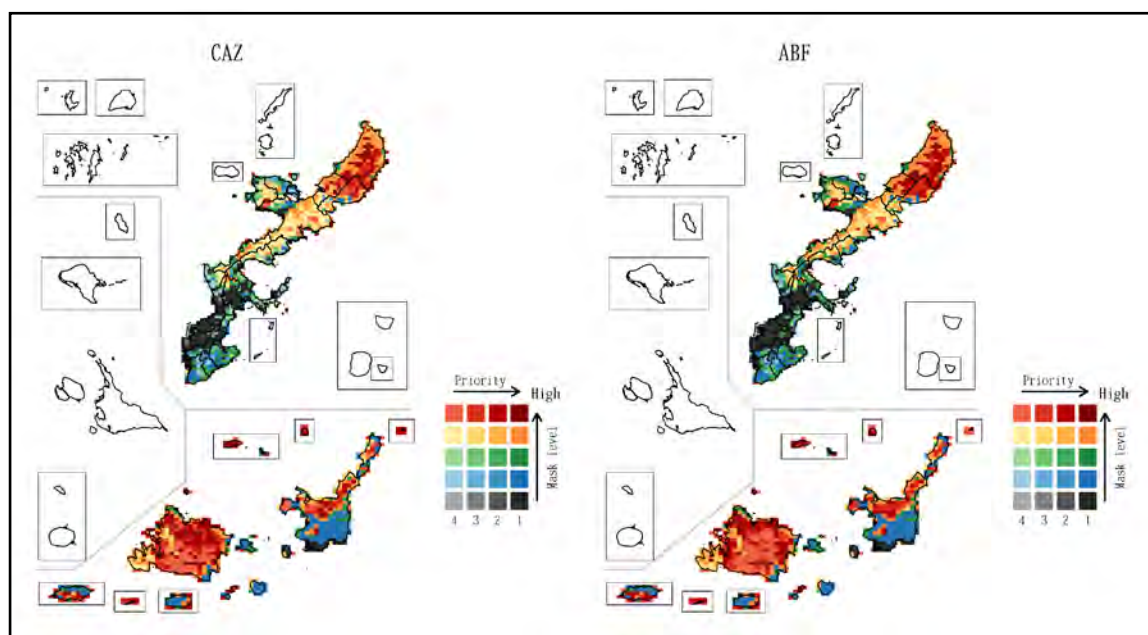 CAZ
ABF
Priority
High
Mask level
4 3 2 1
Priority
High
Mask level
4 3 2 1